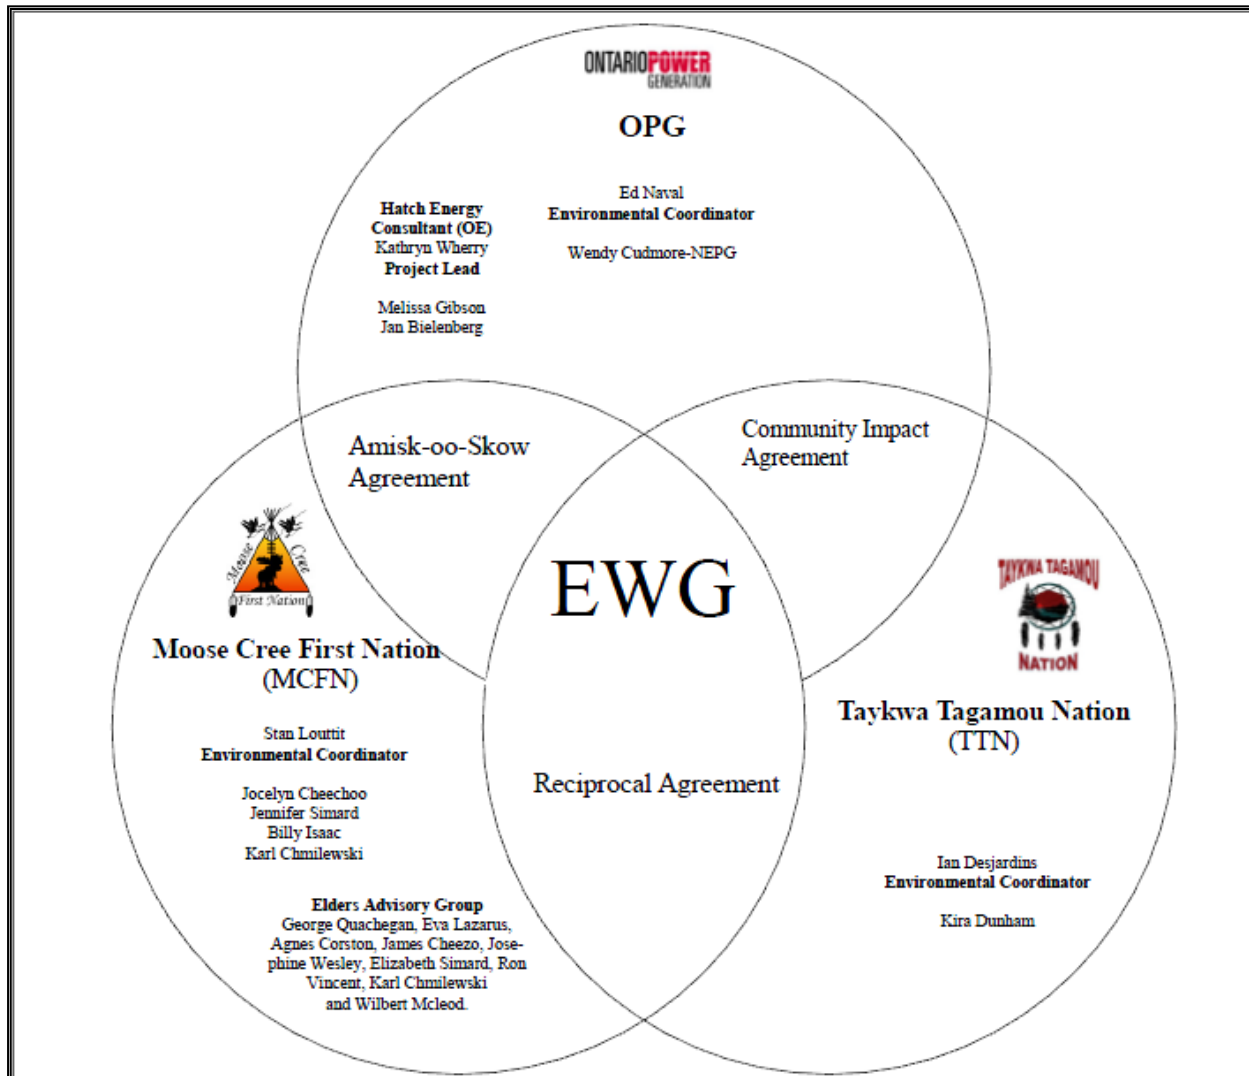 ONTARIOPOWER
GENERATION
OPG
Ed Naval
Environmental Coordinator
Wendy Cudmore-NEPG
Hatch Energy
Consultant (OE)
Kathryn Wherry
Project Lead
Melissa Gibson
Jan Bielenberg
Amisk-oo-Skow
Agreement
Community Impact
Agreement
EWG
Reciprocal Agreement
Moose Cree
First Nation
Moose Cree First Nation
(MCFN)
Stan Louttit
Environmental Coordinator
Jocelyn Cheechoo
Jennifer Simard
Billy Isaac
Karl Chmilewski
Elders Advisory Group
George Quachegan, Eva Lazarus,
Agnes Corston, James Cheezo, Jose-
phine Wesley, Elizabeth Simard, Ron
Vincent, Karl Chmilewski
and Wilbert Mcleod.
TAYKWA TAGAMOU
NATION
Taykwa Tagamou Nation
(TTN)
Ian Desjardins
Environmental Coordinator
Kira Dunham